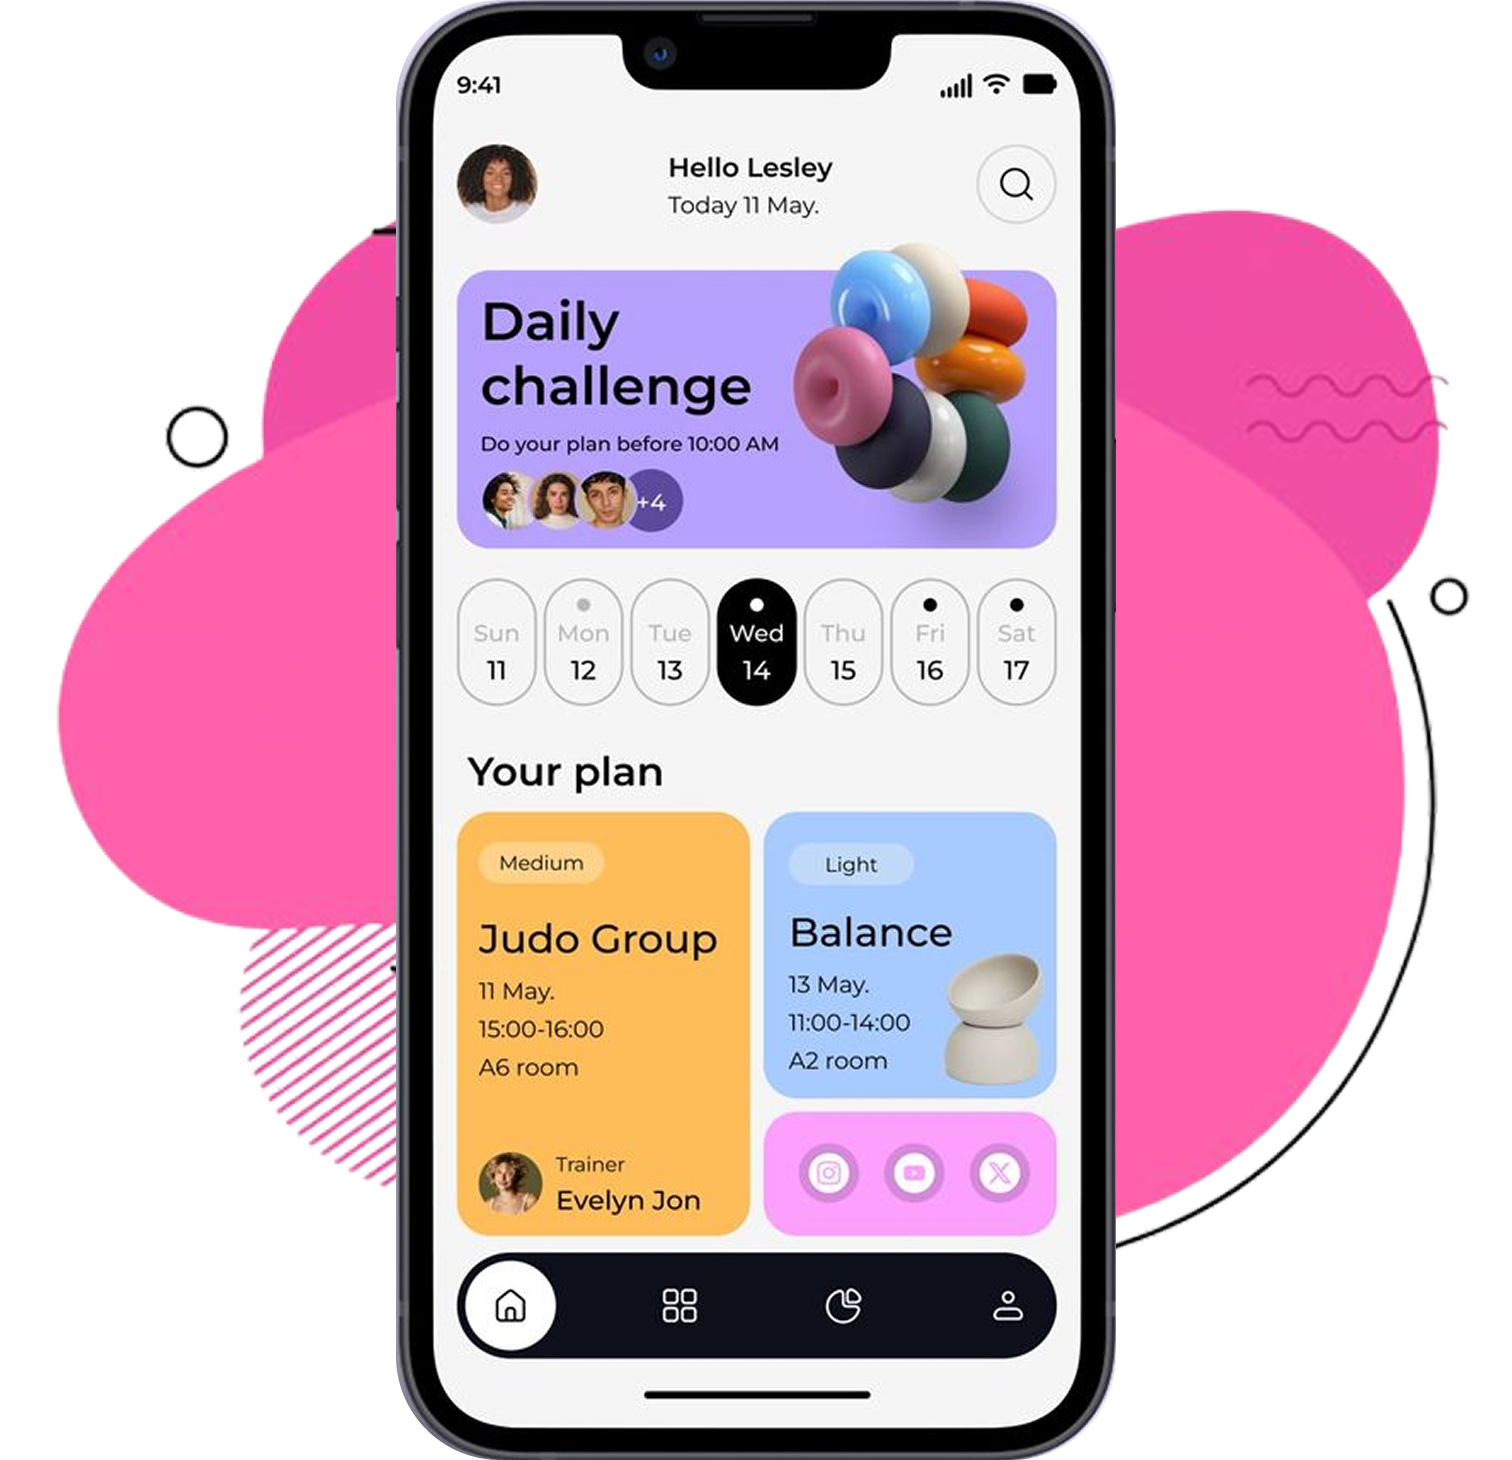 9:41
Hello Lesley
Today 11 May.
Daily
challenge
Do your plan before 10:00 AM
+4
Sun Mon Tue Wed Thu Fri Sat
11 12 13 14 15 16 17
Your plan
Medium
Judo Group
11 May.
15:00-16:00
A6 room
Trainer
Evelyn Jon
Light
Balance
13 May.
11:00-14:00
A2 room